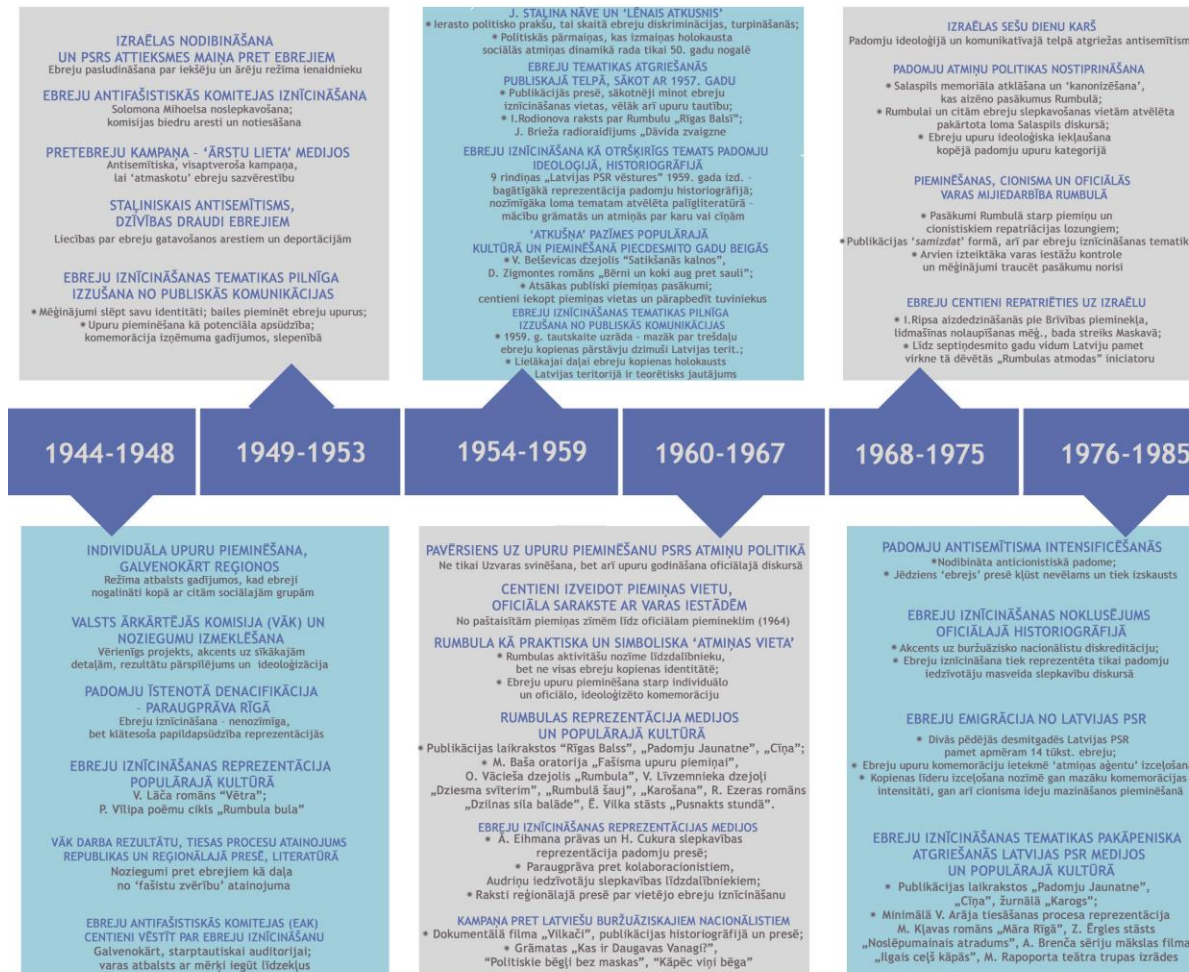 IZRAĒLAS NODIBINĀŠANA
UN PSRS ATTIEKSMES MAIŅA PRET EBREJIEM
Ebreju pasludināšana par iekšēju un ārēju režīma ienaidnieku
EBREJU ANTIFAŠISTISKĀS KOMITEJAS IZNĪCINĀŠANA
Solomona Mihoelsa noslepkavošana;
komisijas biedru aresti un notiesāšana
PRETEBREJU KAMPAŅA – ‘ĀRSTU LIETA’ MEDIJOS
Antisemītiska, visaptveroša kampaņa,
lai ‘atmaskotu’ ebreju sazvērestību
STAĻINISKAIS ANTISEMĪTISMS,
DZĪVĪBAS DRAUDI EBREJIEM
Liecības par ebreju gatavošanos arestiem un deportācijām
EBREJU IZNĪCINĀŠANAS TEMATIKAS PILNĪGA
IZZUŠANA NO PUBLISKĀS KOMUNIKĀCIJAS
* Mēģinājumi slēpt savu identitāti; bailes pieminēt ebreju upurus;
* Upuru pieminēšana kā potenciāla apsūdzība;
komemorācija izņēmuma gadījumos, slepenībā
J. STAĻINA NĀVE UN ‘LĒNAIS ATKUSNIS’
* Ierasto politisko prakšu, tai skaitā ebreju diskriminācijas, turpināšanās;
* Politiskās pārmaiņas, kas izmaiņas holokausta
sociālās atmiņas dinamikā rada tikai 50. gadu nogalē
EBREJU TEMATIKAS ATGRIEŠANĀS
PUBLISKAJĀ TELPĀ, SĀKOT AR 1957. GADU
* Publikācijās presē, sākotnēji minot ebreju
iznīcināšanas vietas, vēlāk arī upuru tautību;
* I.Rodionova raksts par Rumbulu „Rīgas Balsī”;
J. Brieža radioraidījums „Dāvida zvaigzne
EBREJU IZNĪCINĀŠANA KĀ OTRŠĶIRĪGS TEMATS PADOMJU
IDEOLOĢIJĀ, HISTORIOGRĀFIJĀ
9 rindiņas „Latvijas PSR vēstures” 1959. gada izd. –
bagātīgākā reprezentācija padomju historiogrāfijā;
nozīmīgāka loma tematam atvēlēta palīgliteratūrā –
mācību grāmatās un atmiņās par karu vai cīņām
‘ATKUŠŅA’ PAZĪMES POPULĀRAJĀ
KULTŪRĀ UN PIEMINĒŠANĀ PIECDESMITO GADU BEIGĀS
* V. Belševicas dzejolis “Satikšanās kalnos”,
D. Zigmontes romāns „Bērni un koki aug pret sauli”;
* Atsākas publiski piemiņas pasākumi;
centieni iekopt piemiņas vietas un pārapbedīt tuviniekus
EBREJU IZNĪCINĀŠANAS TEMATIKAS PILNĪGA
IZZUŠANA NO PUBLISKĀS KOMUNIKĀCIJAS
* 1959. g. tautskaite uzrāda – mazāk par trešdaļu
ebreju kopienas pārstāvju dzimuši Latvijas terit.;
* Lielākajai daļai ebreju kopienas holokausts
Latvijas teritorijā ir teorētisks jautājums
IZRAĒLAS SEŠU DIENU KARŠ
Padomju ideoloģijā un komunikatīvajā telpā atgriežas antisemītism
PADOMJU ATMIŅU POLITIKAS NOSTIPRINĀŠANA
* Salaspils memoriāla atklāšana un ‘kanonizēšana’,
kas aizēno pasākumus Rumbulā;
* Rumbulai un citām ebreju slepkavošanas vietām atvēlēta
pakārtota loma Salaspils diskursā;
* Ebreju upuru ideoloģiska iekļaušana
kopējā padomju upuru kategorijā
PIEMINĒŠANAS, CIONISMA UN OFICIĀLĀS
VARAS MIJIEDARBĪBA RUMBULĀ
* Pasākumi Rumbulā starp piemiņu un
cionistiskiem repatriācijas lozungiem;
* Publikācijas ‘samizdat’ formā, arī par ebreju iznīcināšanas tematik
* Arvien izteiktāka varas iestāžu kontrole
un mēģinājumi traucēt pasākumu norisi
EBREJU CENTIENI REPATRIĒTIES UZ IZRAĒLU
* I.Ripsa aizdedzināšanās pie Brīvības pieminekļa,
lidmašīnas nolaupīšanas mēģ., bada streiks Maskavā;
* Līdz septiņdesmito gadu vidum Latviju pamet
virkne tā dēvētās „Rumbulas atmodas” iniciatoru
1944-1948
1949-1953
1954-1959
1960-1967
1968-1975
1976-1985
INDIVIDUĀLA UPURU PIEMINĒŠANA,
GALVENOKĀRT REĢIONOS
Režīma atbalsts gadījumos, kad ebreji
nogalināti kopā ar citām sociālajām grupām
VALSTS ĀRKĀRTĒJĀS KOMISIJA (VĀK) UN
NOZIEGUMU IZMEKLĒŠANA
Vērienīgs projekts, akcents uz sīkākajām
detaļām, rezultātu pārspīlējums un ideoloģizācija
PADOMJU ĪSTENOTĀ DENACIFIKĀCIJA
– PARAUGPRĀVA RĪGĀ
Ebreju iznīcināšana – nenozīmīga,
bet klātesoša papildapsūdzība reprezentācijās
EBREJU IZNĪCINĀŠANAS REPREZENTĀCIJA
POPULĀRAJĀ KULTŪRĀ
V. Lāča romāns “Vētra”;
P. Vīlipa poēmu cikls „Rumbula bula”
VĀK DARBA REZULTĀTU, TIESAS PROCESU ATAINOJUMS
REPUBLIKAS UN REĢIONĀLAJĀ PRESĒ, LITERATŪRĀ
Noziegumi pret ebrejiem kā daļa
no ‘fašistu zvērību’ atainojuma
EBREJU ANTIFAŠISTISKĀS KOMITEJAS (EAK)
CENTIENI VĒSTĪT PAR EBREJU IZNĪCINĀŠANU
Galvenokārt, starptautiskai auditorijai;
varas atbalsts ar mērķi iegūt līdzekļus
PAVĒRSIENS UZ UPURU PIEMINĒŠANU PSRS ATMIŅU POLITIKĀ
Ne tikai Uzvaras svinēšana, bet arī upuru godināšana oficiālajā diskursā
CENTIENI IZVEIDOT PIEMIŅAS VIETU,
OFICIĀLA SARAKSTE AR VARAS IESTĀDĒM
No paštaisītām piemiņas zīmēm līdz oficiālam piemineklim (1964)
RUMBULA KĀ PRAKTISKA UN SIMBOLISKA ‘ATMIŅAS VIETA’
* Rumbulas aktivitāšu nozīme līdzdalībnieku,
bet ne visas ebreju kopienas identitātē;
* Ebreju upuru pieminēšana starp individuālo
un oficiālo, ideoloģizēto komemorāciju
RUMBULAS REPREZENTĀCIJA MEDIJOS
UN POPULĀRAJĀ KULTŪRĀ
* Publikācijas laikrakstos “Rīgas Balss”, „Padomju Jaunatne”, „Cīņa”;
* M. Baša oratorija „Fašisma upuru piemiņai”,
O. Vācieša dzejolis „Rumbula”, V. Līvzemnieka dzejoļi
„Dziesma svīterim”, „Rumbulā šauj”, „Karošana”, R. Ezeras romāns
„Dzilnas sila balāde”, Ē. Vilka stāsts „Pusnakts stundā”.
EBREJU IZNĪCINĀŠANAS REPREZENTĀCIJAS MEDIJOS
* Ā. Eihmana prāvas un H. Cukura slepkavības
reprezentācija padomju presē;
* Paraugprāva pret kolaboracionistiem,
Audriņu iedzīvotāju slepkavības līdzdalībniekiem;
* Raksti reģionālajā presē par vietējo ebreju iznīcināšanu
KAMPAŅA PRET LATVIEŠU BURŽUĀZISKAJIEM NACIONĀLISTIEM
* Dokumentālā filma „Vilkači”, publikācijas historiogrāfijā un presē;
* Grāmatas „Kas ir Daugavas Vanagi?”,
“Politiskie bēgļi bez maskas”, “Kāpēc viņi bēga”
PADOMJU ANTISEMĪTISMA INTENSIFICĒŠANĀS
* Nodibināta anticionistiskā padome;
* Jēdziens ‘ebrejs’ presē kļūst nevēlams un tiek izskausts
EBREJU IZNĪCINĀŠANAS NOKLUSĒJUMS
OFICIĀLAJĀ HISTORIOGRĀFIJĀ
* Akcents uz buržuāzisko nacionālistu diskreditāciju;
* Ebreju iznīcināšana tiek reprezentēta tikai padomju
iedzīvotāju masveida slepkavību diskursā
EBREJU EMIGRĀCIJA NO LATVIJAS PSR
* Divās pēdējās desmitgadēs Latvijas PSR
pamet apmēram 14 tūkst. ebreju;
* Ebreju upuru komemorāciju ietekmē ‘atmiņas aģentu’ izceļošan
* Kopienas līderu izceļošana nozīmē gan mazāku komemorācijas
intensitāti, gan arī cionisma ideju mazināšanos pieminēšanā
EBREJU IZNĪCINĀŠANAS TEMATIKAS PAKĀPENISKA
ATGRIEŠANĀS LATVIJAS PSR MEDIJOS
UN POPULĀRAJĀ KULTŪRĀ
* Publikācijas laikrakstos „Padomju Jaunatne”,
„Cīņa”, žurnālā „Karogs”;
* Minimālā V. Arāja tiesāšanas procesa reprezentācija
M. Kļavas romāns „Māra Rīgā”, Z. Ērgles stāsts
„Noslēpumainais atradums”, A. Brenča sēriju mākslas filma
„Ilgais ceļš kāpās”, M. Rapoporta teātra trupas izrādes